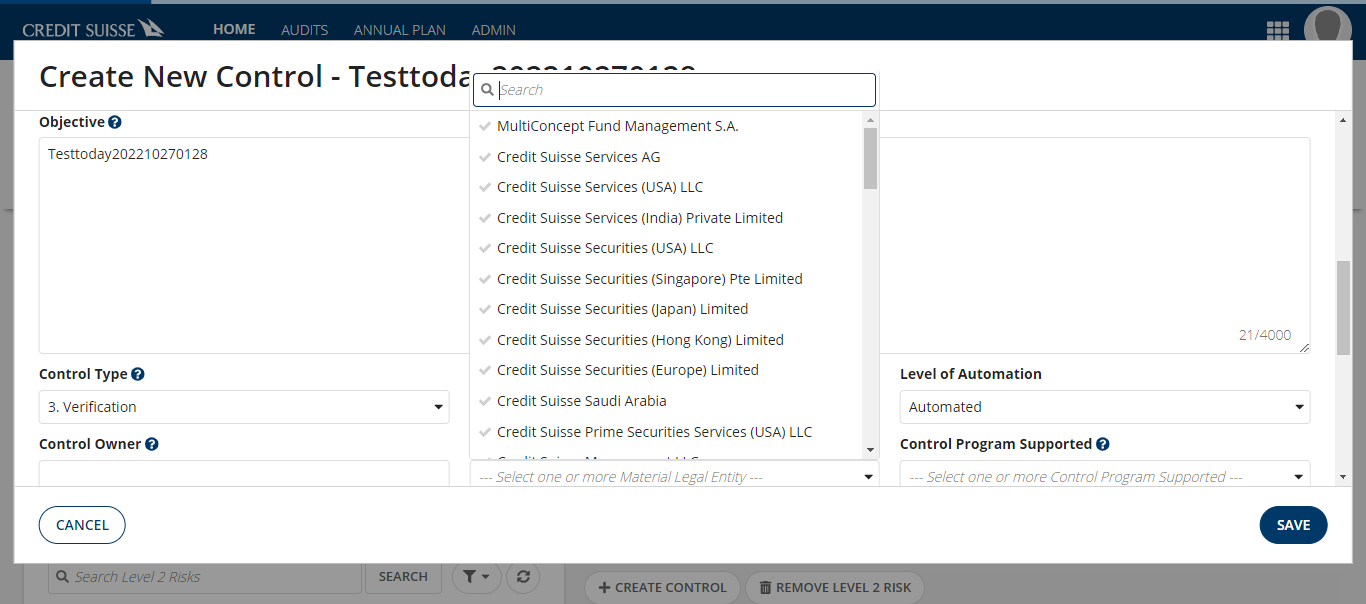 CREDIT SUISSE
HOME AUDITS ANNUAL PLAN ADMIN
Create New Control - Testtoda
Search
Objective
Testtoday202210270128
MultiConcept Fund Management S.A.
Credit Suisse Services AG
Credit Suisse Services (USA) LLC
Credit Suisse Services (India) Private Limited
Credit Suisse Securities (USA) LLC
Credit Suisse Securities (Singapore) Pte Limited
Credit Suisse Securities (Japan) Limited
Credit Suisse Securities (Hong Kong) Limited
Credit Suisse Securities (Europe) Limited
Credit Suisse Saudi Arabia
Credit Suisse Prime Securities Services (USA) LLC
21/4000
Control Type
3. Verification
Level of Automation
Automated
Control Owner
--- Select one or more Material Legal Entity ---
Control Program Supported
--- Select one or more Control Program Supported ---
CANCEL
SAVE
Search Level 2 Risks
SEARCH
CREATE CONTROL
REMOVE LEVEL 2 RISK